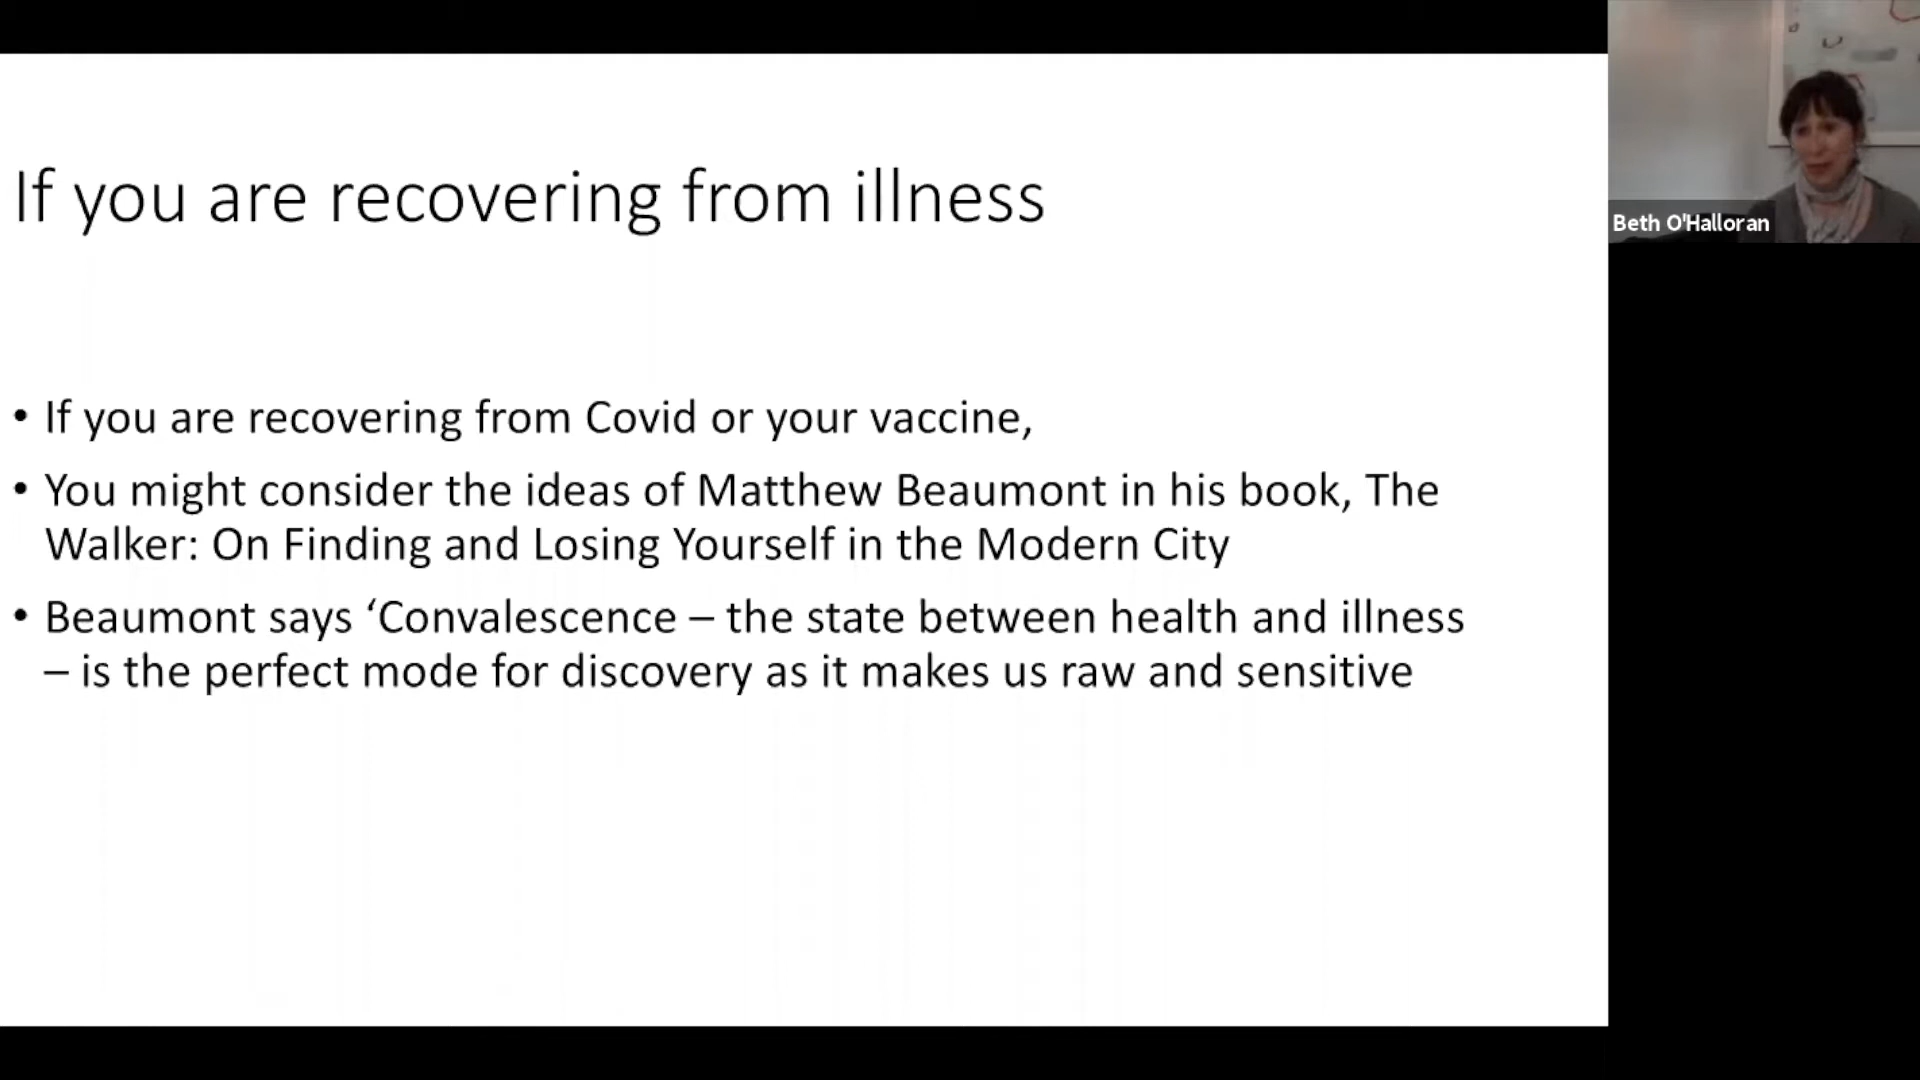 If you are recovering from illness
• If you are recovering from Covid or your vaccine,
• You might consider the ideas of Matthew Beaumont in his book, The
Walker: On Finding and Losing Yourself in the Modern City
• Beaumont says ‘Convalescence – the state between health and illness
– is the perfect mode for discovery as it makes us raw and sensitive
Beth O'Halloran